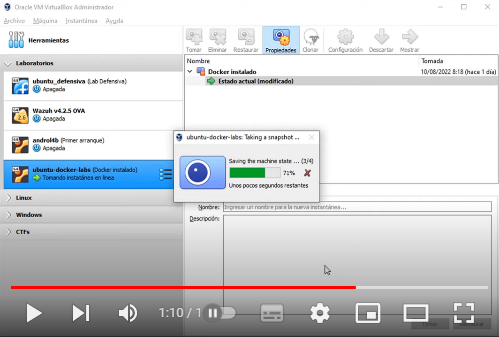 Oracle VM VirtualBox Administrador
Archivo Máquina Instantánea Ayuda
Herramientas
Tomar Eliminar Restaurar Propiedades Clonar Configuración Descartar Mostrar
Laboratorios
Nombre Tomada
ubuntu_defensiva (Lab Defensiva)
Apagada
Docker instalado 10/08/2022 8:18 (hace 1 día)
Estado actual (modificado)
Wazuh v4.2.5 OVA
Apagada
androl4b (Primer arranque)
Apagada
ubuntu-docker-labs: Taking a snapshot ...
Saving the machine state ... (3/4)
71%
Unos pocos segundos restantes
ubuntu-docker-labs (Docker instalado)
Tomando instantánea en línea
Linux
Windows
CTFs
Nombre: Ingresar un nombre para la nueva instantánea...
Descripción:
1:10 / 1